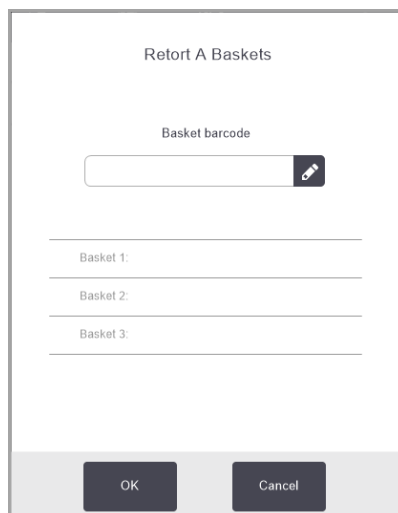 Retort A Baskets
Basket barcode
Basket 1:
Basket 2:
Basket 3:
OK
Cancel